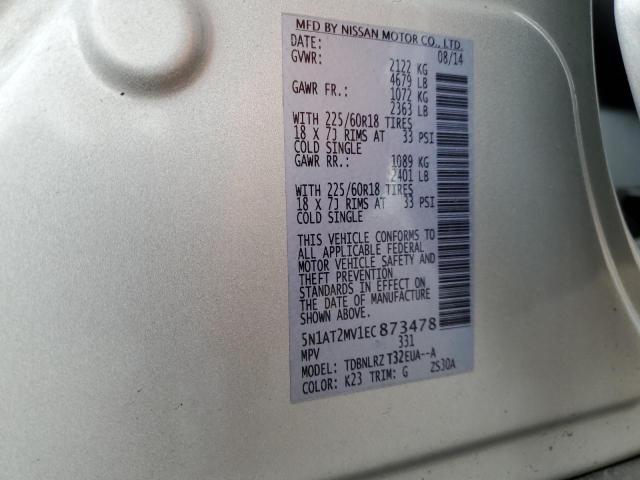 MFD BY NISSAN MOTOR CO., LTD.
DATE: 08/14
GVWR: 2122 KG
4679 LB
GAWR FR.: 1072 KG
2363 LB
WITH 225/60R18 TIRES
18 X 7J RIMS AT 33 PSI
COLD SINGLE
GAWR RR.: 1089 KG
2401 LB
WITH 225/60R18 TIRES
18 X 7J RIMS AT 33 PSI
COLD SINGLE
THIS VEHICLE CONFORMS TO
ALL APPLICABLE FEDERAL
MOTOR VEHICLE SAFETY AND
THEFT PREVENTION
STANDARDS IN EFFECT ON
THE DATE OF MANUFACTURE
SHOWN ABOVE.
5N1AT2MV1EC873478
MPV 331
MODEL: TDBNLRZ T32EUA--A
COLOR: K23 TRIM: G ZS30A